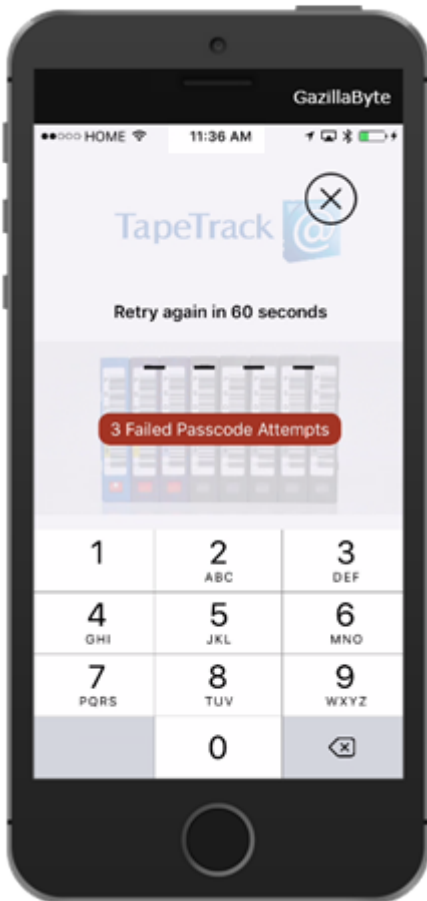 GazillaByte
HOME 11:36 AM
TapeTrack @
Retry again in 60 seconds
3 Failed Passcode Attempts
1 2 3
ABC DEF
4 5 6
GHI JKL MNO
7 8 9
PQRS TUV WXYZ
0